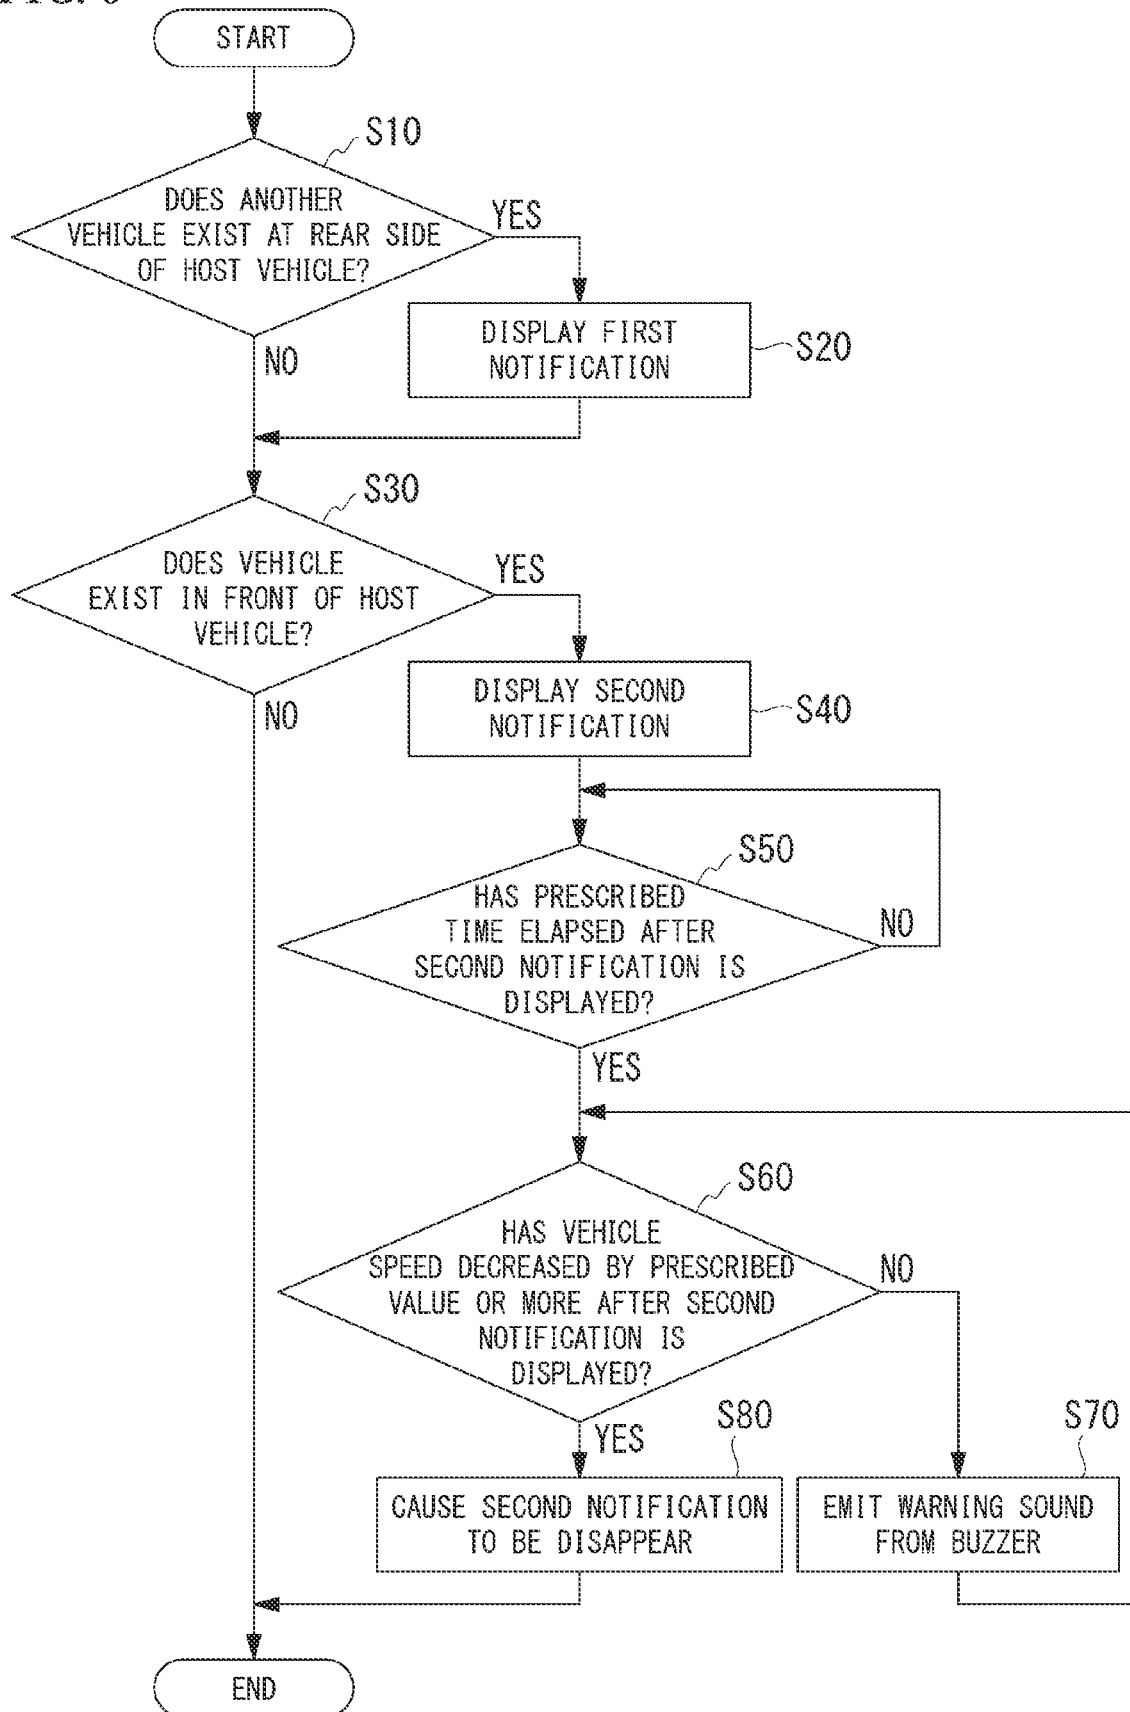 START
S10
DOES ANOTHER
VEHICLE EXIST AT REAR SIDE
OF HOST VEHICLE?
YES
DISPLAY FIRST
NOTIFICATION
S20
NO
S30
DOES VEHICLE
EXIST IN FRONT OF HOST
VEHICLE?
YES
DISPLAY SECOND
NOTIFICATION
S40
NO
S50
HAS PRESCRIBED
TIME ELAPSED AFTER
SECOND NOTIFICATION IS
DISPLAYED?
NO
YES
S60
HAS VEHICLE
SPEED DECREASED BY PRESCRIBED
VALUE OR MORE AFTER SECOND
NOTIFICATION IS
DISPLAYED?
NO
YES
S80
S70
CAUSE SECOND NOTIFICATION
TO BE DISAPPEAR
EMIT WARNING SOUND
FROM BUZZER
END